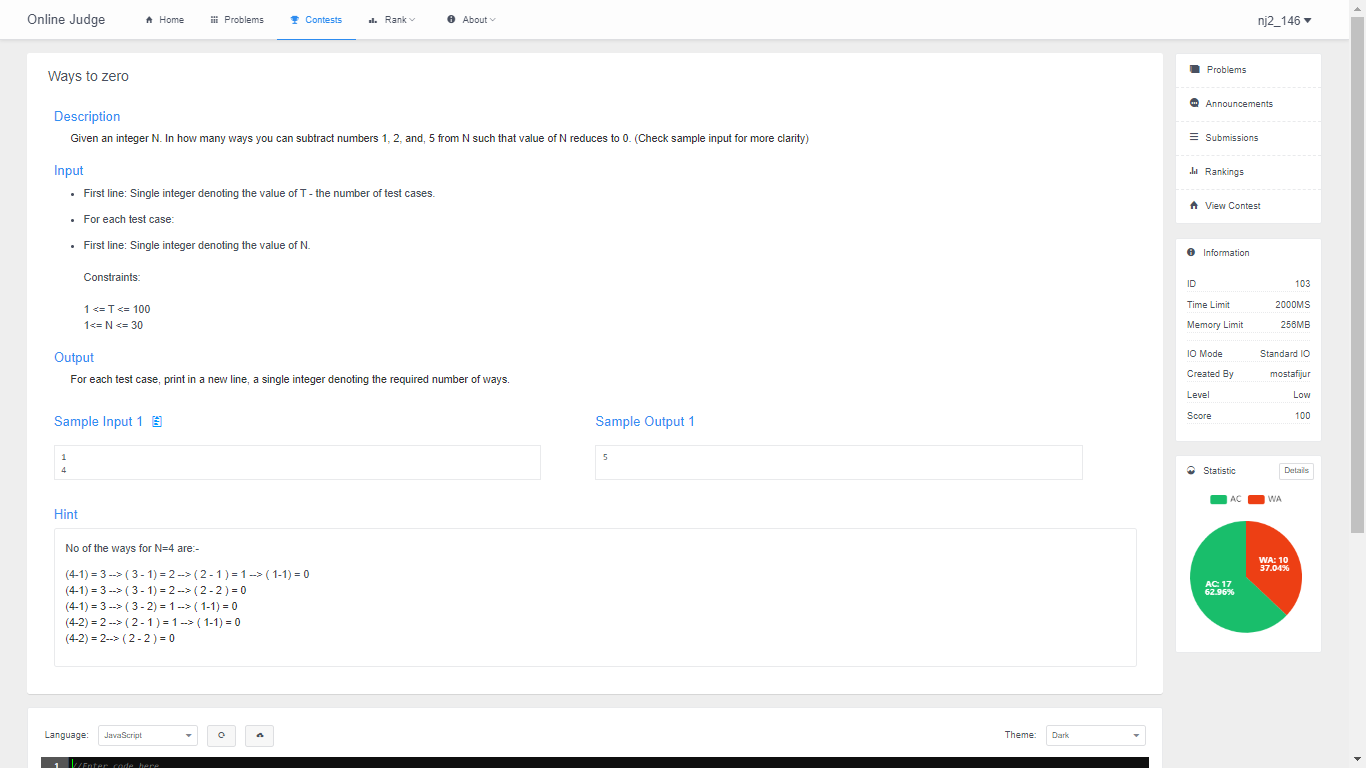 Online Judge
Home
Problems
Contests
Rank
About
nj2_146
Ways to zero
Description
Given an integer N. In how many ways you can subtract numbers 1, 2, and, 5 from N such that value of N reduces to 0. (Check sample input for more clarity)
Input
• First line: Single integer denoting the value of T - the number of test cases.
• For each test case:
• First line: Single integer denoting the value of N.
Constraints:
1 <= T <= 100
1<= N <= 30
Output
For each test case, print in a new line, a single integer denoting the required number of ways.
Sample Input 1
1
4
Sample Output 1
5
Hint
No of the ways for N=4 are:-
(4-1) = 3 --> ( 3 - 1) = 2 --> ( 2 - 1 ) = 1 --> ( 1-1) = 0
(4-1) = 3 --> ( 3 - 1) = 2 --> ( 2 - 2 ) = 0
(4-1) = 3 --> ( 3 - 2) = 1 --> ( 1-1) = 0
(4-2) = 2 --> ( 2 - 1 ) = 1 --> ( 1-1) = 0
(4-2) = 2--> ( 2 - 2 ) = 0
Language:
JavaScript
Theme:
Dark
1
//Enter code here
Problems
Announcements
Submissions
Rankings
View Contest
Information
ID 103
Time Limit 2000MS
Memory Limit 256MB
IO Mode Standard IO
Created By mostafijur
Level Low
Score 100
Statistic
Details
AC
WA
WA: 10
37.04%
AC: 17
62.96%